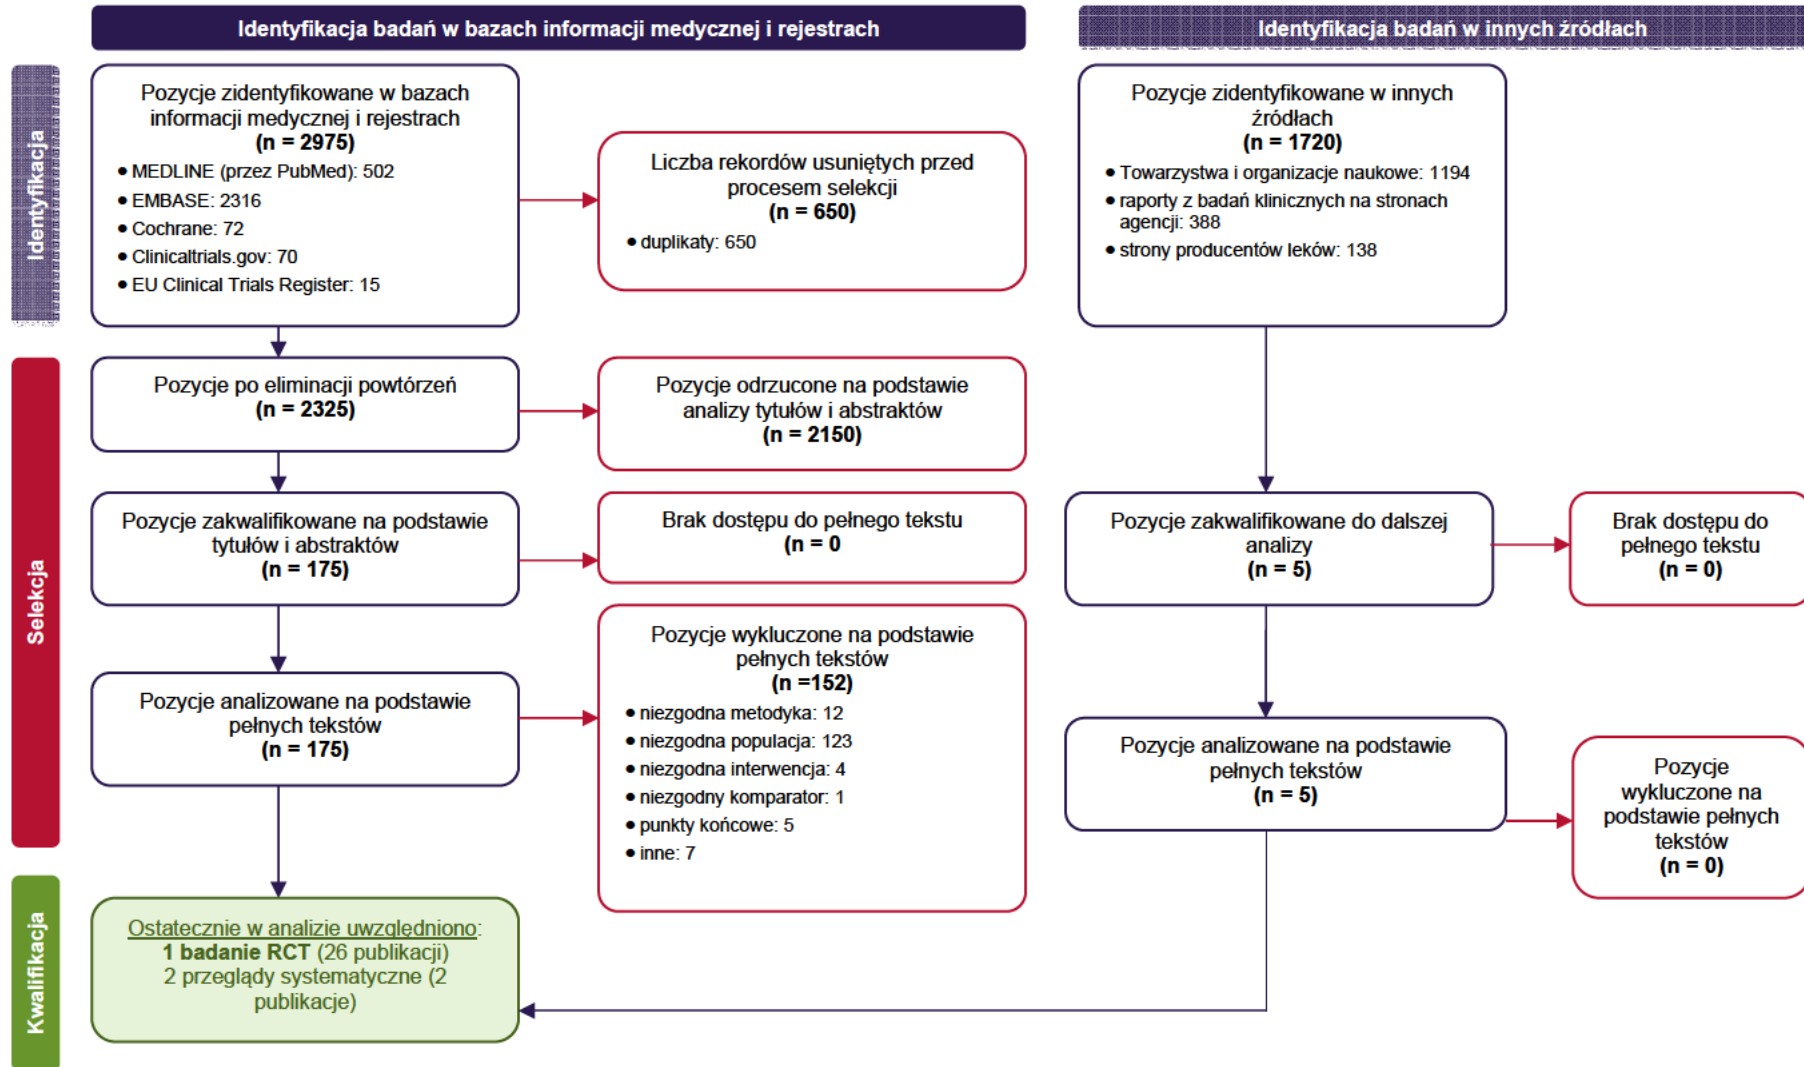 Identyfikacja badań w bazach informacji medycznej i rejestrach
Identyfikacja badań w innych źródłach
Identyfikacja
Pozycje zidentyfikowane w bazach
informacji medycznej i rejestrach
(n = 2975)
• MEDLINE (przez PubMed): 502
• EMBASE: 2316
• Cochrane: 72
• Clinicaltrials.gov: 70
• EU Clinical Trials Register: 15
Liczba rekordów usuniętych przed
procesem selekcji
(n = 650)
• duplikaty: 650
Pozycje zidentyfikowane w innych
źródłach
(n = 1720)
• Towarzystwa i organizacje naukowe: 1194
• raporty z badań klinicznych na stronach
agencji: 388
• strony producentów leków: 138
Selekcja
Pozycje po eliminacji powtórzeń
(n = 2325)
Pozycje odrzucone na podstawie
analizy tytułów i abstraktów
(n = 2150)
Pozycje zakwalifikowane na podstawie
tytułów i abstraktów
(n = 175)
Brak dostępu do pełnego tekstu
(n = 0
Pozycje zakwalifikowane do dalszej
analizy
(n = 5)
Brak dostępu do
pełnego tekstu
(n = 0)
Pozycje analizowane na podstawie
pełnych tekstów
(n = 175)
Pozycje wykluczone na podstawie
pełnych tekstów
(n =152)
• niezgodna metodyka: 12
• niezgodna populacja: 123
• niezgodna interwencja: 4
• niezgodny komparator: 1
• punkty końcowe: 5
• inne: 7
Pozycje analizowane na podstawie
pełnych tekstów
(n = 5)
Pozycje
wykluczone na
podstawie pełnych
tekstów
(n = 0)
Kwalifikacja
Ostatecznie w analizie uwzględniono:
1 badanie RCT (26 publikacji)
2 przeglądy systematyczne (2
publikacje)